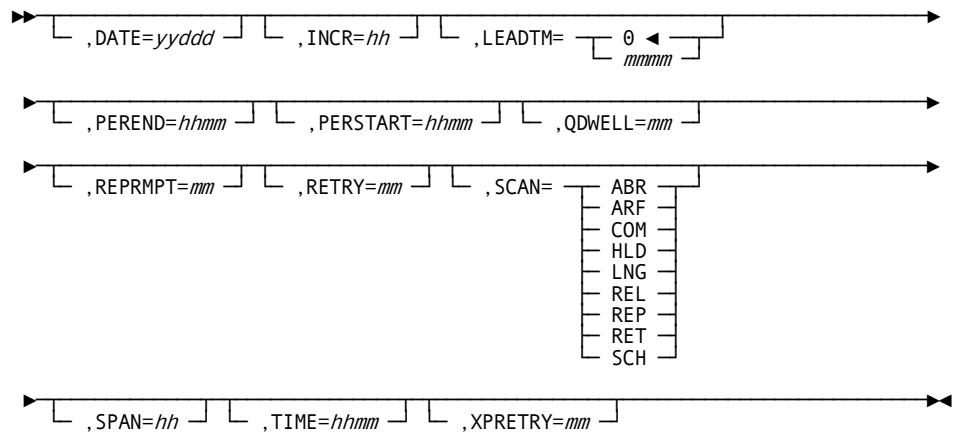 ,DATE=yyddd ,INCR=hh ,LEADTM= 0
mmmm
,PEREND=hhmm ,PERSTART=hhmm ,QDWELL=mm
,REPRMPT=mm ,RETRY=mm ,SCAN= ABR
ARF
COM
HLD
LNG
REL
REP
RET
SCH
,SPAN=hh ,TIME=hhmm ,XPRETRY=mm